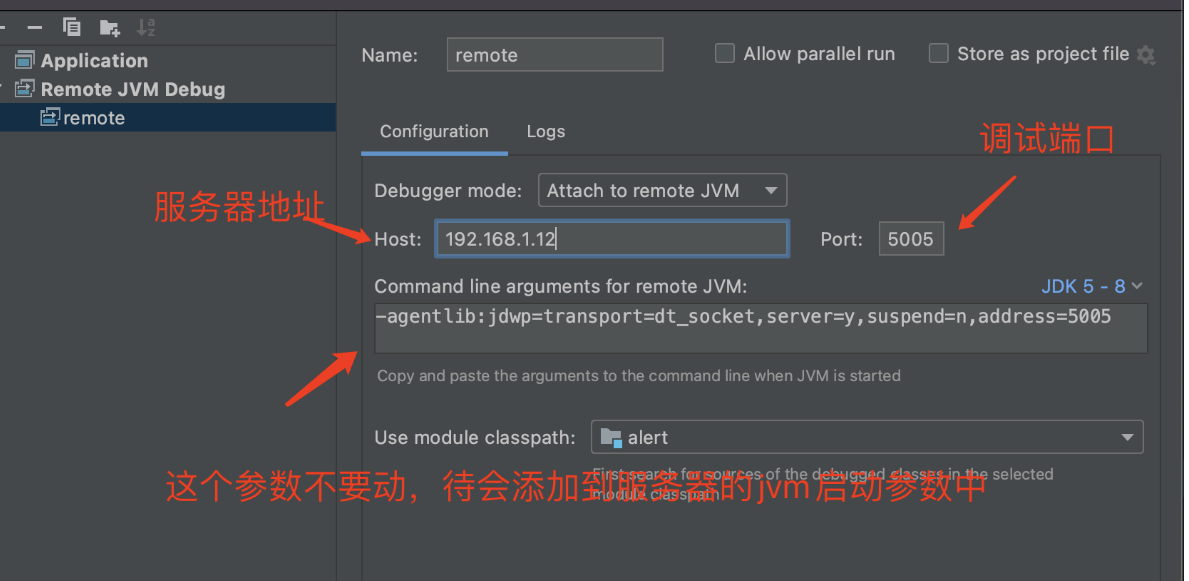 Application
Remote JVM Debug
remote
Name:
remote
Allow parallel run
Store as project file
Configuration
Logs
调试端口
Debugger mode:
Attach to remote JVM
服务器地址
Host:
192.168.1.12
Port:
5005
Command line arguments for remote JVM:
JDK 5 - 8
-agentlib:jdwp=transport=dt_socket,server=y,suspend=n,address=5005
Copy and paste the arguments to the command line when JVM is started
Use module classpath:
alert
First search for sources of the debugged classes in the selected
module classpath
这个参数不要动，待会添加到服务器的jvm启动参数中